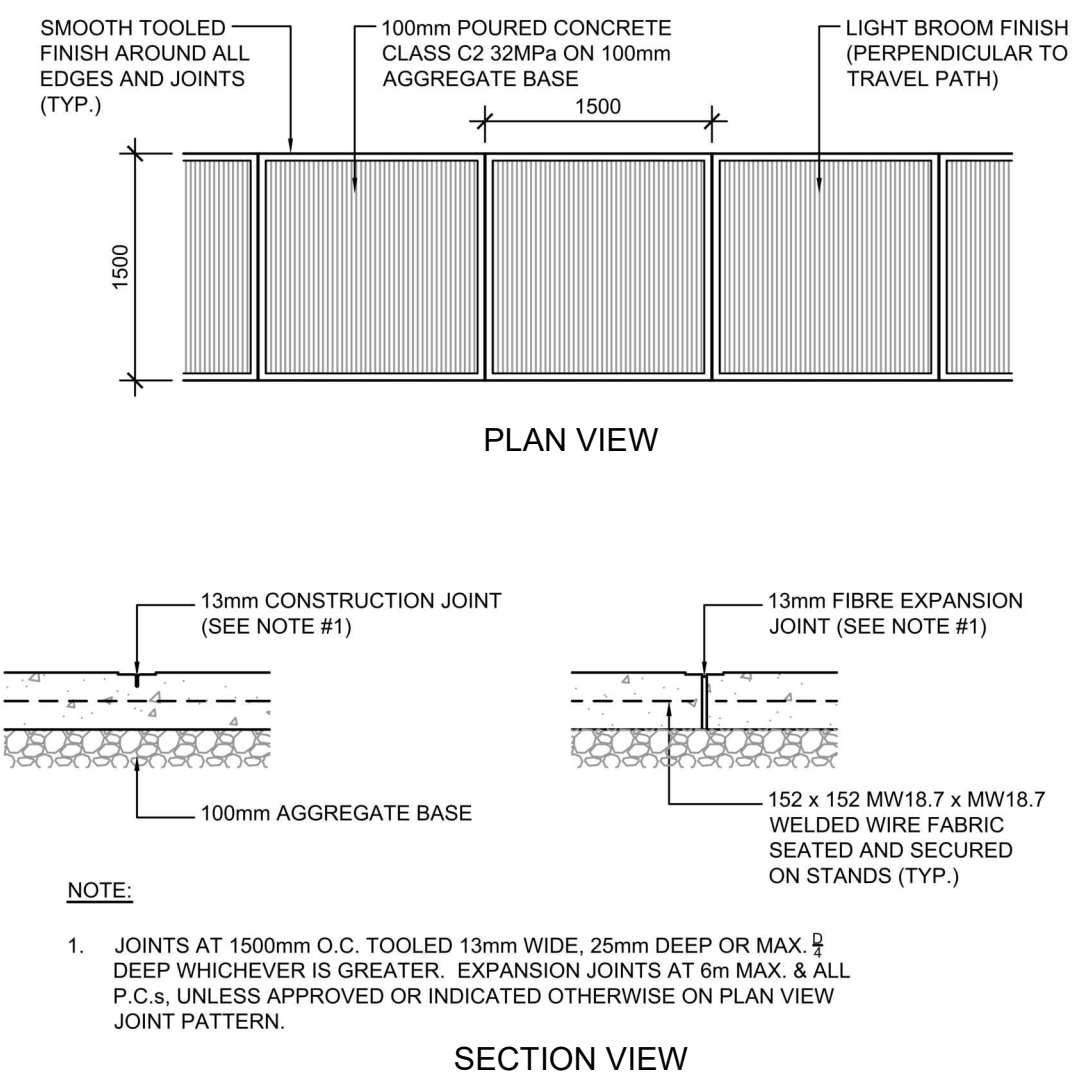 SMOOTH TOOLED
FINISH AROUND ALL
EDGES AND JOINTS
(TYP.)
100mm POURED CONCRETE
CLASS C2 32MPa ON 100mm
AGGREGATE BASE
LIGHT BROOM FINISH
(PERPENDICULAR TO
TRAVEL PATH)
1500
1500
PLAN VIEW
13mm CONSTRUCTION JOINT
(SEE NOTE #1)
13mm FIBRE EXPANSION
JOINT (SEE NOTE #1)
100mm AGGREGATE BASE
152 x 152 MW18.7 x MW18.7
WELDED WIRE FABRIC
SEATED AND SECURED
ON STANDS (TYP.)
NOTE:
1. JOINTS AT 1500mm O.C. TOOLED 13mm WIDE, 25mm DEEP OR MAX. D/4
DEEP WHICHEVER IS GREATER. EXPANSION JOINTS AT 6m MAX. & ALL
P.C.s, UNLESS APPROVED OR INDICATED OTHERWISE ON PLAN VIEW
JOINT PATTERN.
SECTION VIEW